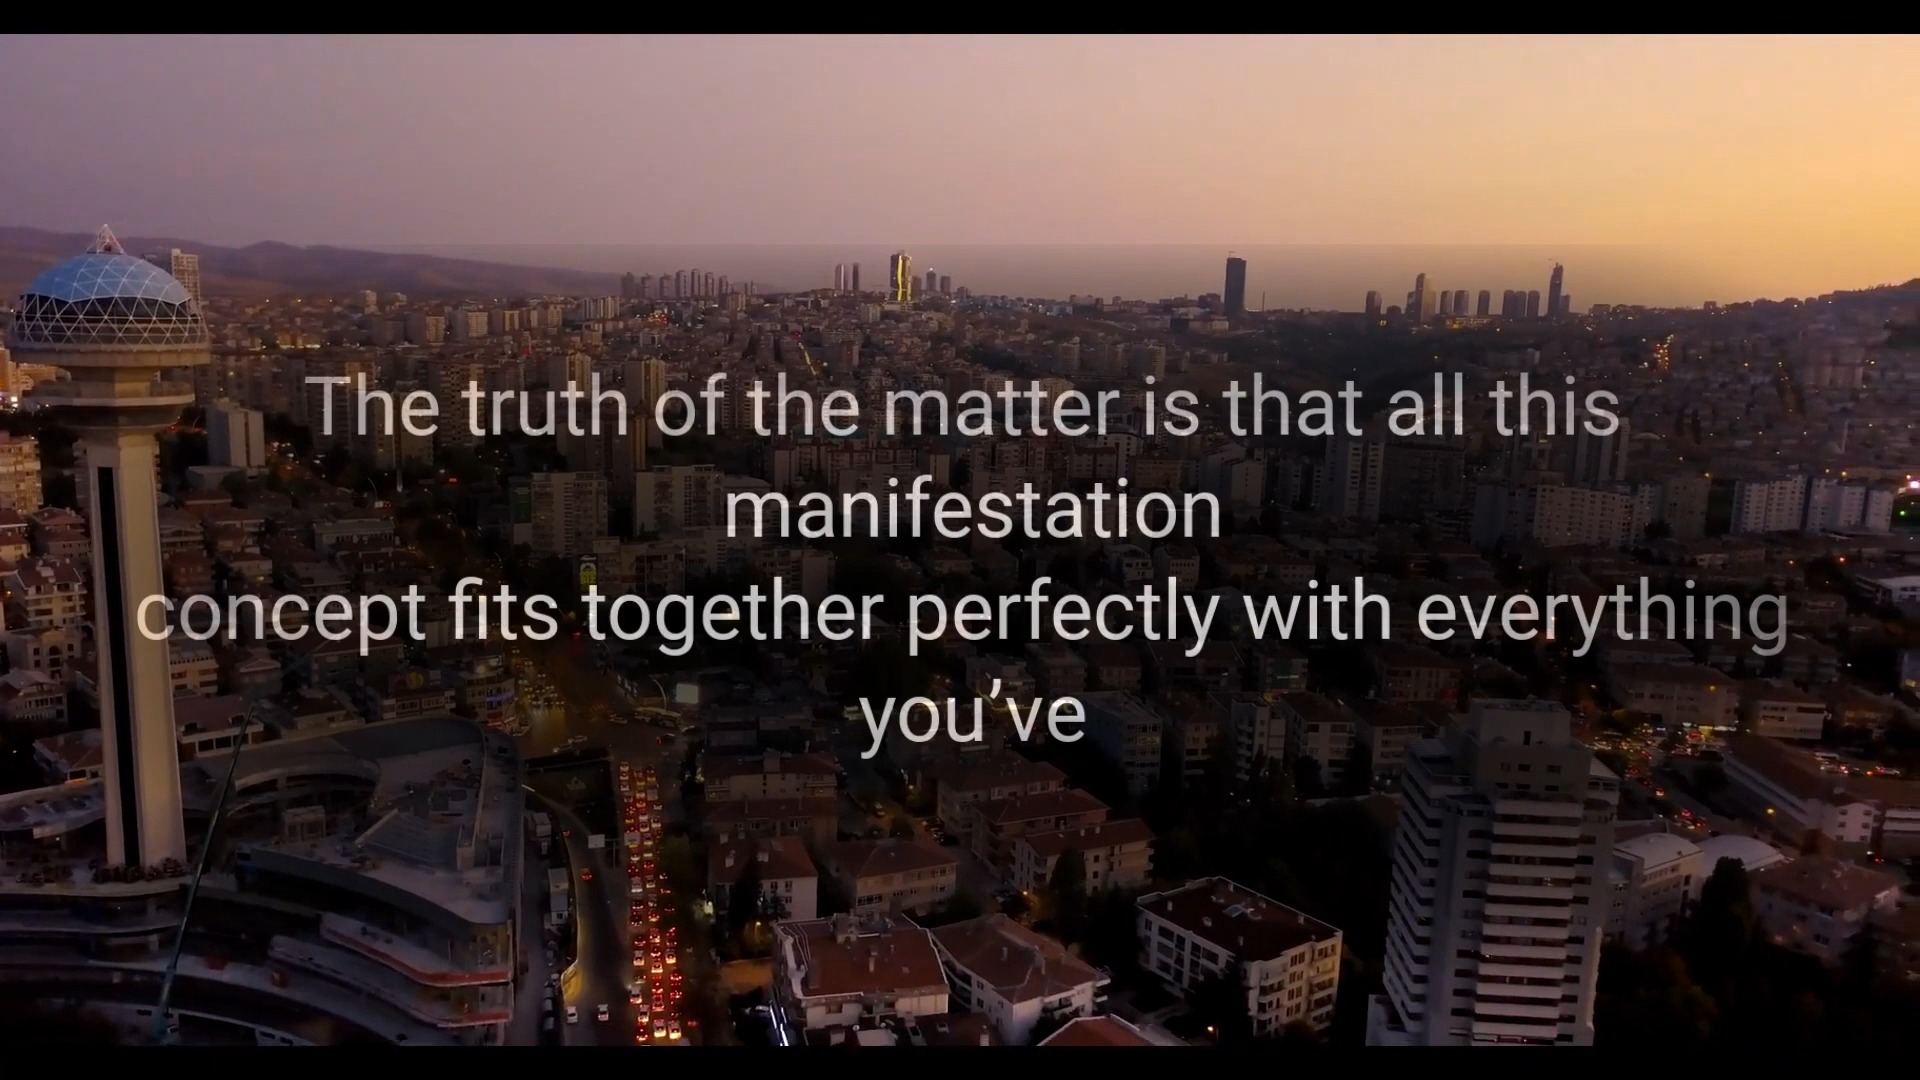 The truth of the matter is that all this
manifestation
concept fits together perfectly with everything
you’ve